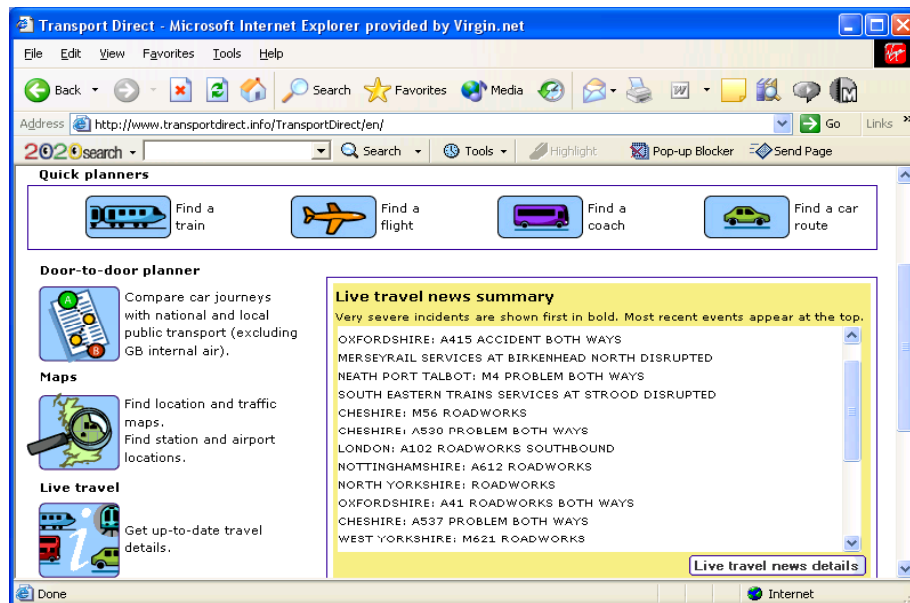 Transport Direct - Microsoft Internet Explorer provided by Virgin.net
File Edit View Favorites Tools Help
Back Search Favorites Media
Address http://www.transportdirect.info/TransportDirect/en/ Go Links »
2020search Search Tools Highlight Pop-up Blocker Send Page
Quick planners
Find a
train
Find a
flight
Find a
coach
Find a car
route
Door-to-door planner
Compare car journeys
with national and local
public transport (excluding
GB internal air).
Maps
Find location and traffic
maps.
Find station and airport
locations.
Live travel
Get up-to-date travel
details.
Live travel news summary
Very severe incidents are shown first in bold. Most recent events appear at the top.
OXFORDSHIRE: A415 ACCIDENT BOTH WAYS
MERSEYRAIL SERVICES AT BIRKENHEAD NORTH DISRUPTED
NEATH PORT TALBOT: M4 PROBLEM BOTH WAYS
SOUTH EASTERN TRAINS SERVICES AT STROOD DISRUPTED
CHESHIRE: M56 ROADWORKS
CHESHIRE: A530 PROBLEM BOTH WAYS
LONDON: A102 ROADWORKS SOUTHBOUND
NOTTINGHAMSHIRE: A612 ROADWORKS
NORTH YORKSHIRE: ROADWORKS
OXFORDSHIRE: A41 ROADWORKS BOTH WAYS
CHESHIRE: A537 PROBLEM BOTH WAYS
WEST YORKSHIRE: M621 ROADWORKS
Live travel news details
Done Internet